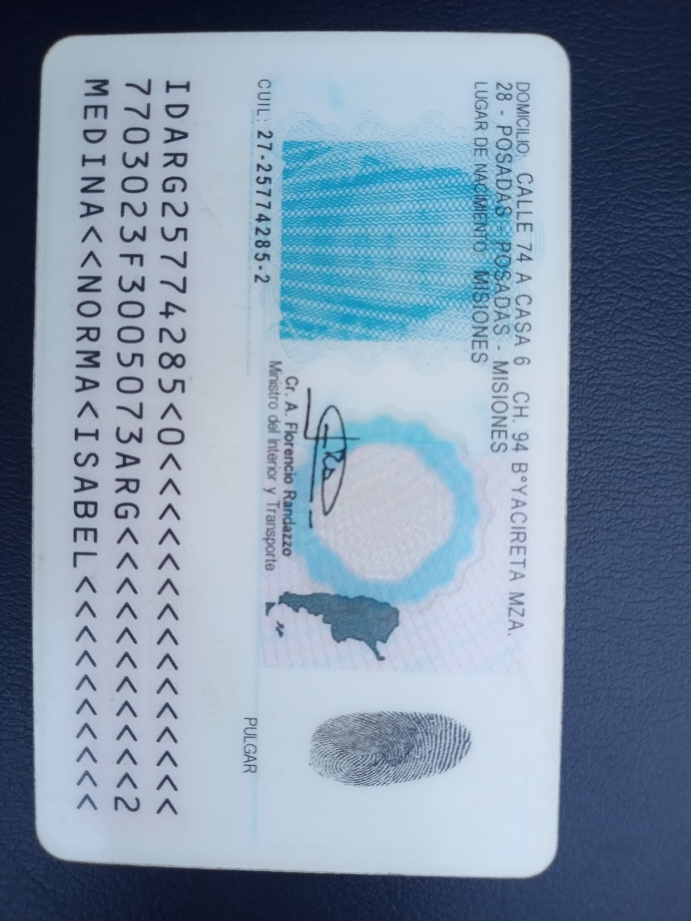 DOMICILIO: CALLE 74 A CASA 6 CH. 94 B°YACIRETA MZA.
28 - POSADAS - POSADAS - MISIONES
LUGAR DE NACIMIENTO: MISIONES
CUIL: 27-25774285-2
Cr. A. Florencio Randazzo
Ministro del Interior y Transporte
PULGAR
IDARG25774285<0<<<<<<<<<<<<<<<
7703023F3005073ARG<<<<<<<<<<<2
MEDINA<<NORMA<ISABEL<<<<<<<<<<